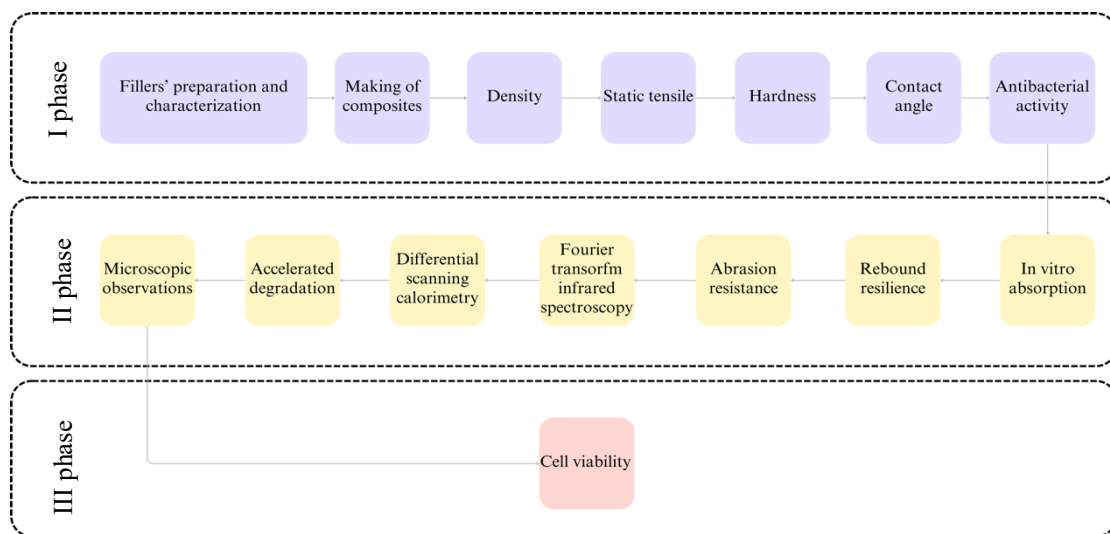 I phase
Fillers' preparation and
characterization
Making of
composites
Density
Static tensile
Hardness
Contact
angle
Antibacterial
activity
II phase
Microscopic
observations
Accelerated
degradation
Differential
scanning
calorimetry
Fourier
transorfm
infrared
spectroscopy
Abrasion
resistance
Rebound
resilience
In vitro
absorption
III phase
Cell viability